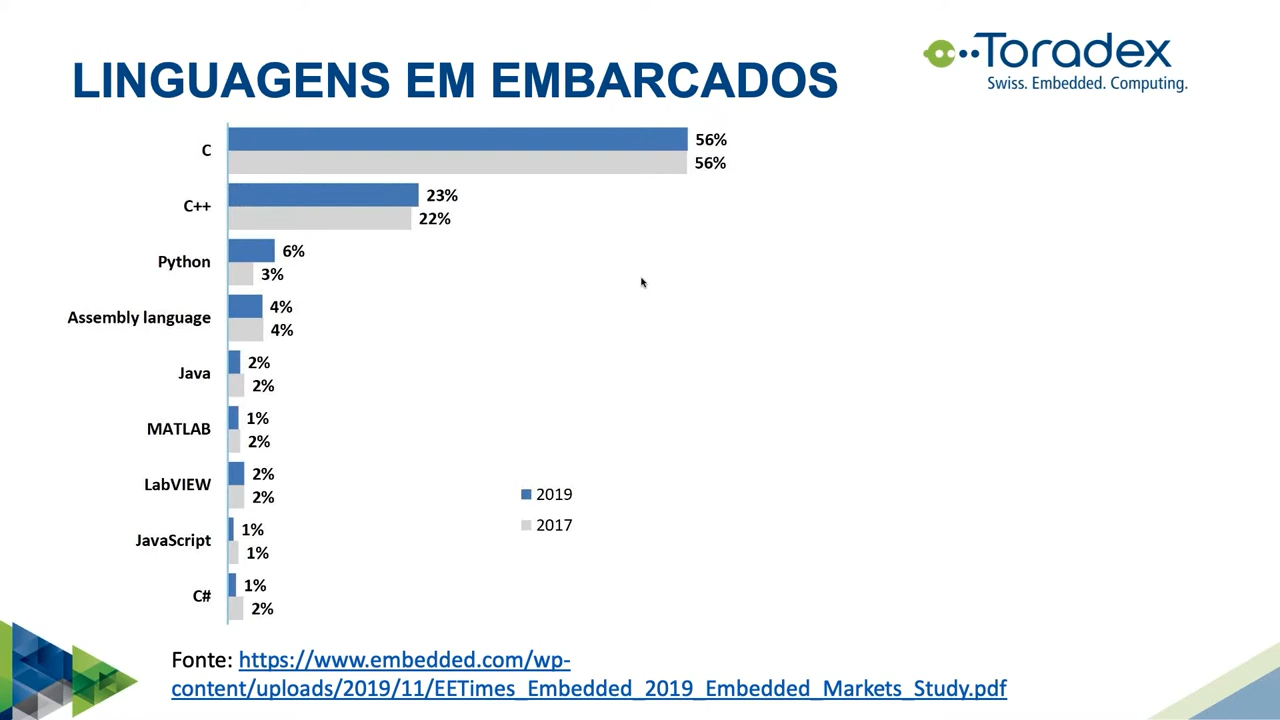 LINGUAGENS EM EMBARCADOS
Toradex
Swiss. Embedded. Computing.
C
56%
56%
C++
23%
22%
Python
6%
3%
Assembly language
4%
4%
Java
2%
2%
MATLAB
1%
2%
LabVIEW
2%
2%
JavaScript
1%
1%
C#
1%
2%
2019
2017
Fonte: https://www.embedded.com/wp-
content/uploads/2019/11/EETimes_Embedded_2019_Embedded_Markets_Study.pdf